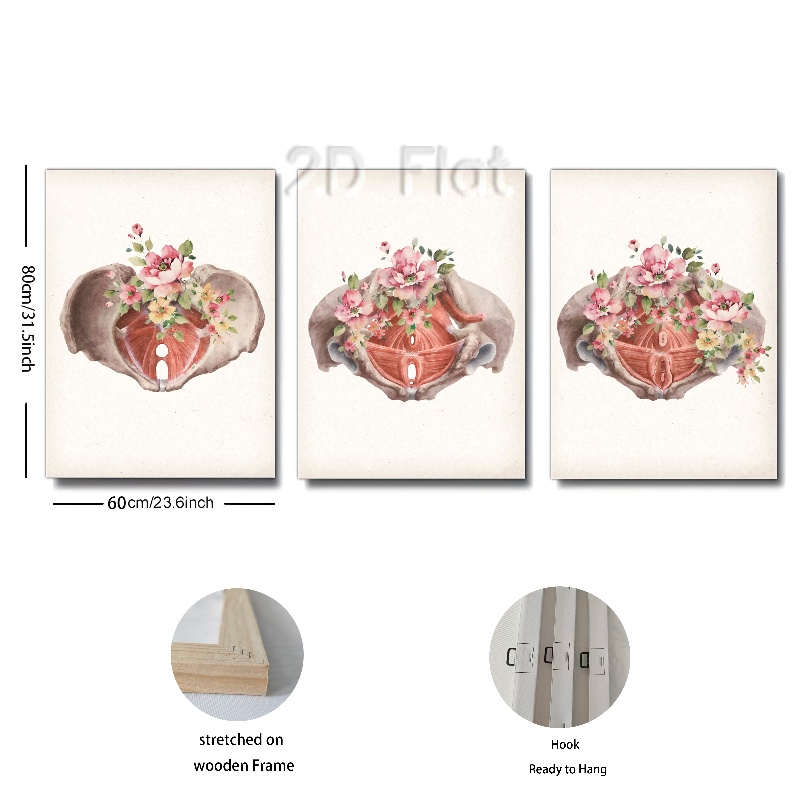 2D Flat
80cm/31.5inch
60cm/23.6inch
stretched on
wooden Frame
Hook
Ready to Hang